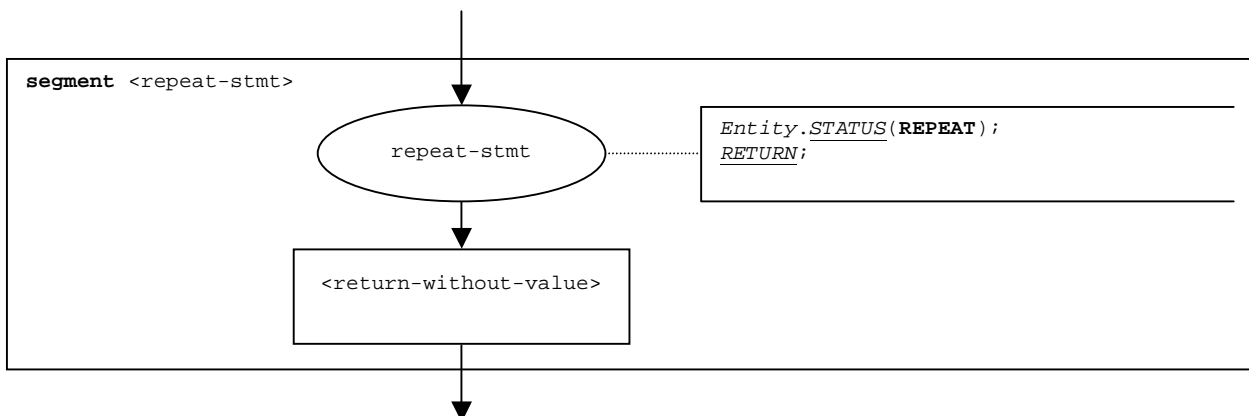 segment <repeat-stmt>
repeat-stmt
Entity.STATUS(REPEAT);
RETURN;
<return-without-value>